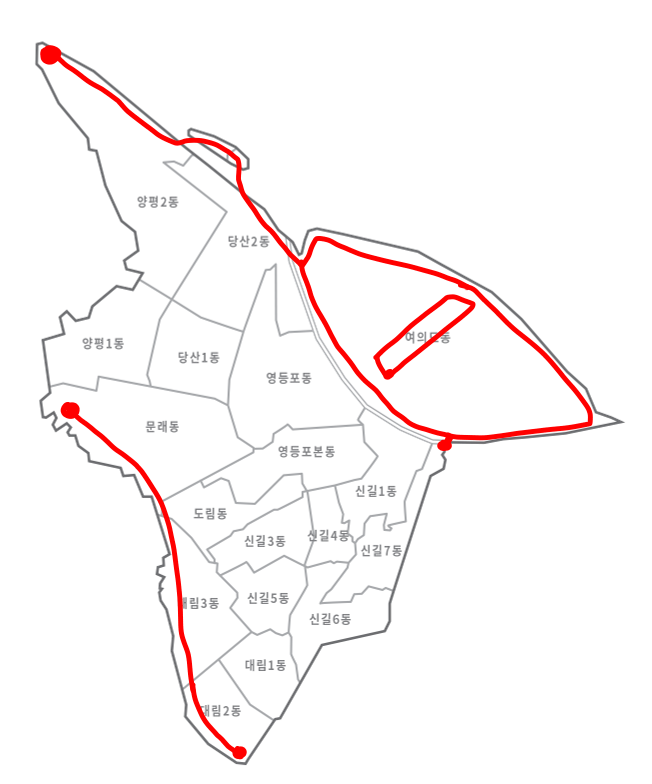 양평2동
당산2동
여의도동
양평1동
당산1동
영등포동
문래동
영등포본동
신길1동
도림동
신길3동
신길4동
신길7동
대림3동
신길5동
신길6동
대림1동
대림2동